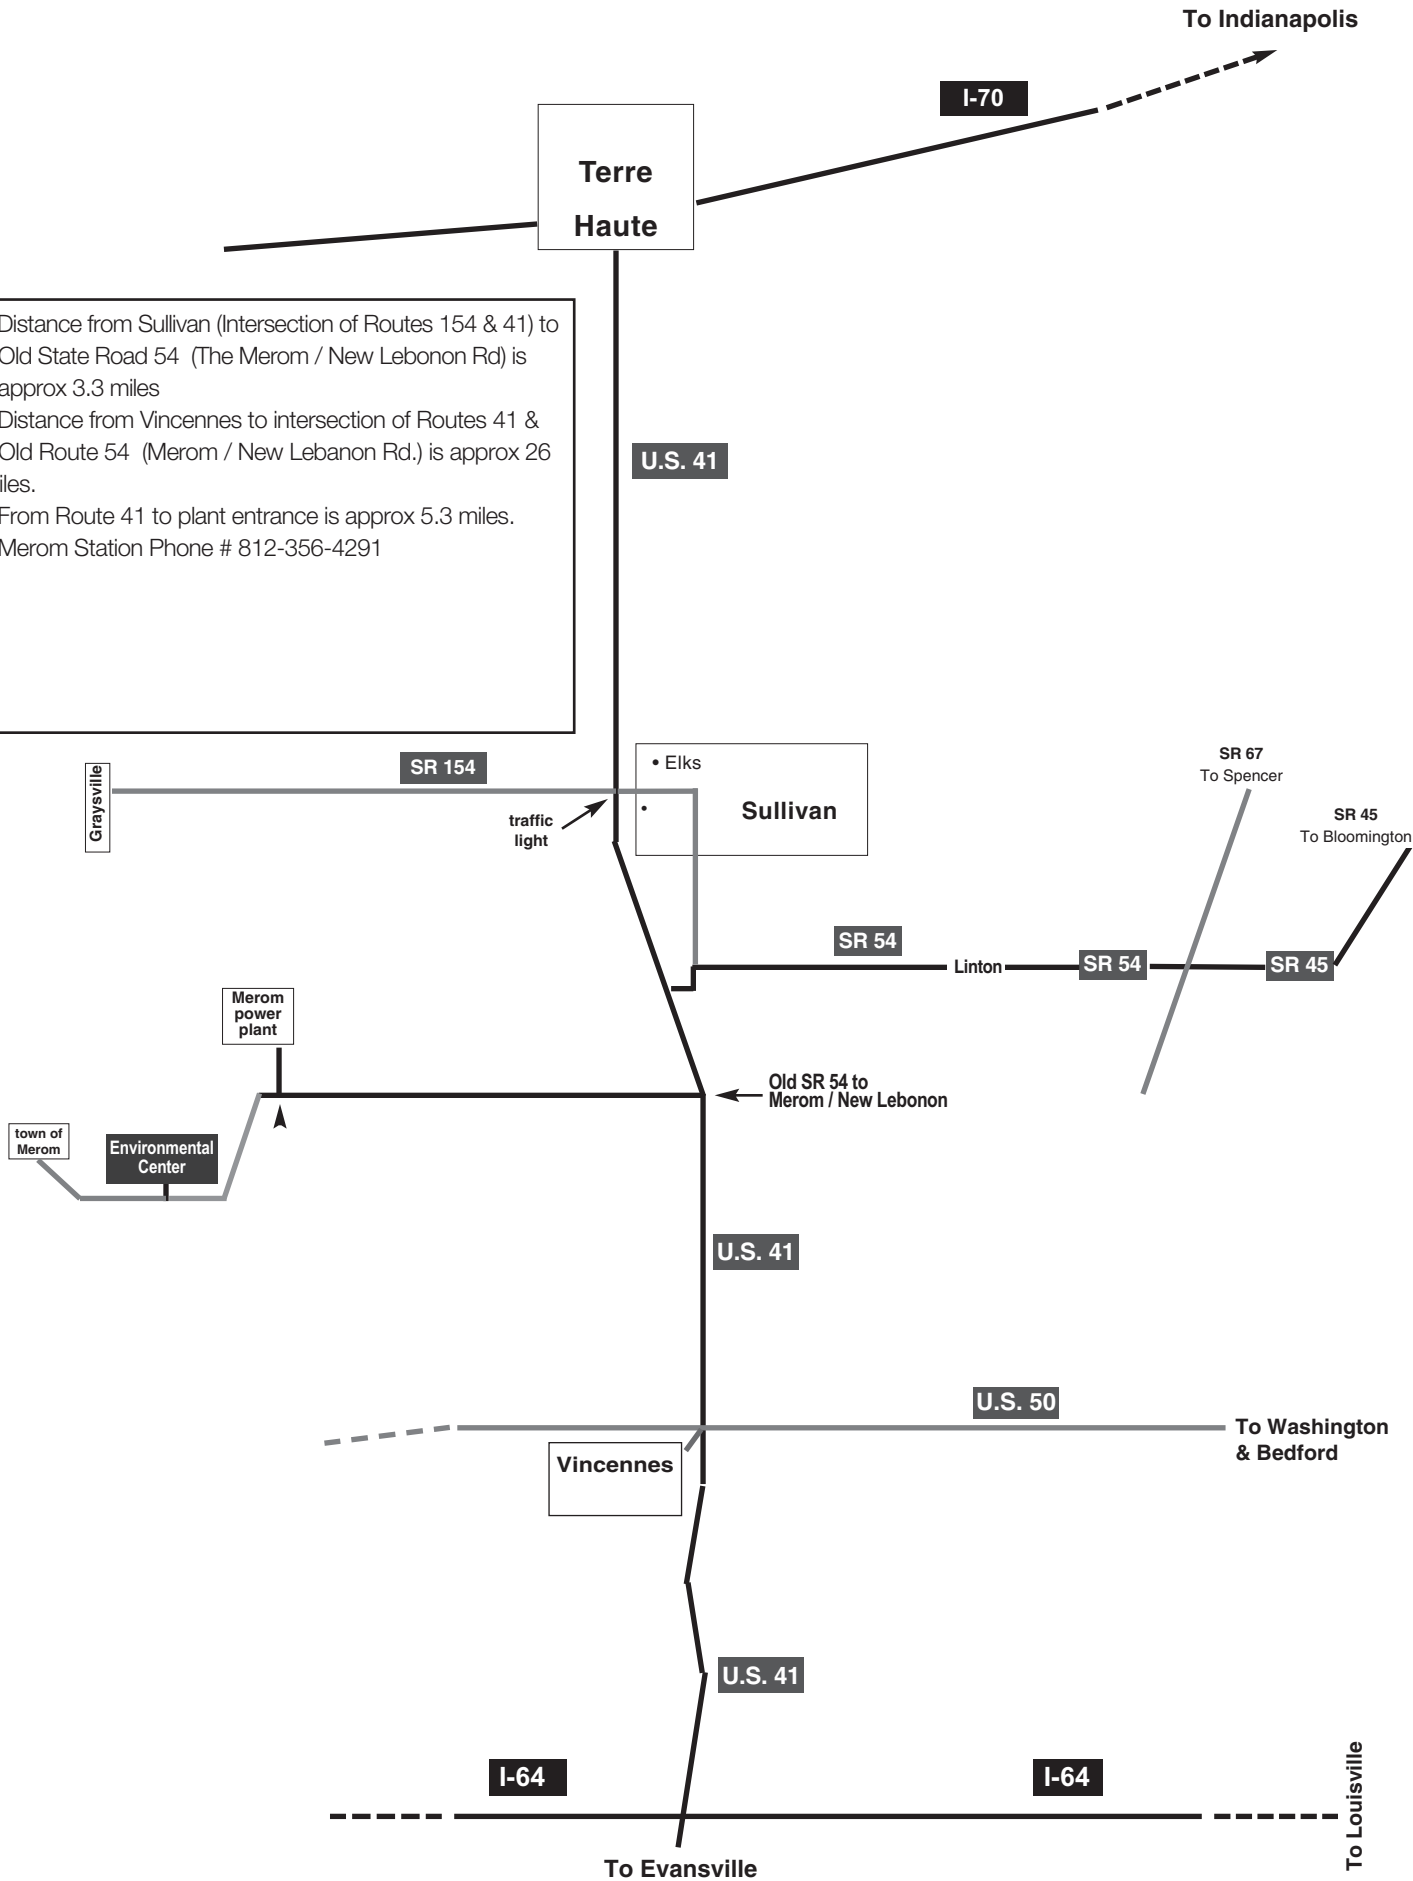 To Indianapolis
I-70
Terre
Haute
Distance from Sullivan (Intersection of Routes 154 & 41) to
Old State Road 54 (The Merom / New Lebonon Rd) is
approx 3.3 miles
Distance from Vincennes to intersection of Routes 41 &
Old Route 54 (Merom / New Lebanon Rd.) is approx 26
iles.
From Route 41 to plant entrance is approx 5.3 miles.
Merom Station Phone # 812-356-4291
U.S. 41
SR 154
Graysville
traffic
light
• Elks
•
Sullivan
SR 67
To Spencer
SR 45
To Bloomington
SR 54
Linton
SR 54
SR 45
Merom
power
plant
Old SR 54 to
Merom / New Lebonon
town of
Merom
Environmental
Center
U.S. 41
U.S. 50
To Washington
& Bedford
Vincennes
U.S. 41
I-64
I-64
To Louisville
To Evansville